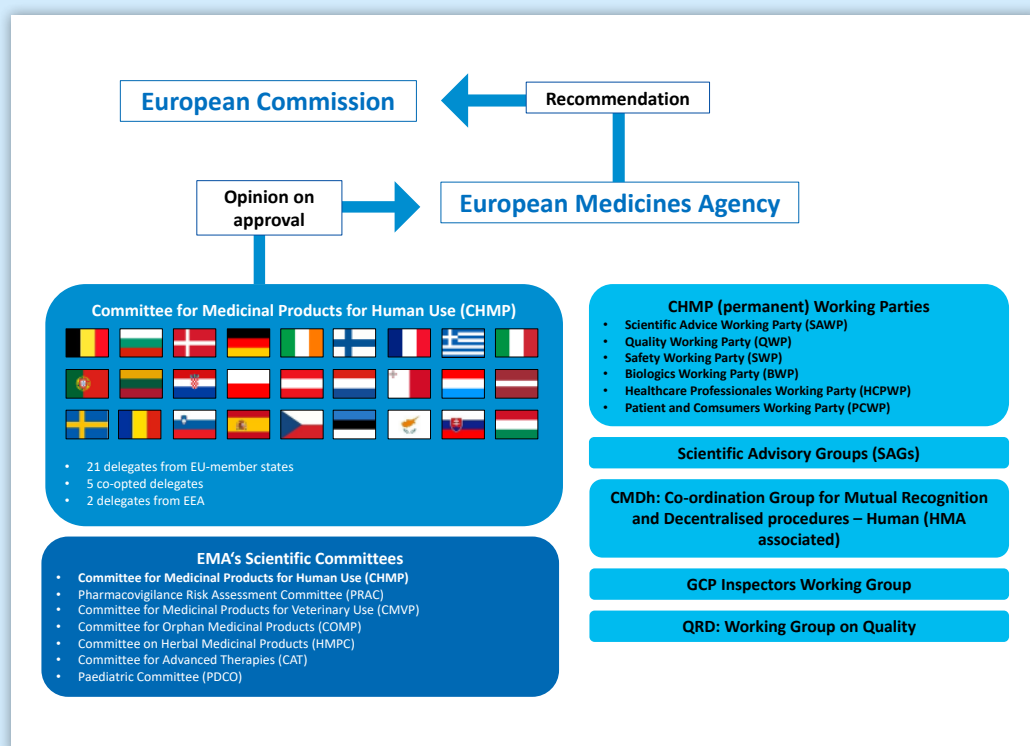 European Commission
Recommendation
Opinion on
approval
European Medicines Agency
Committee for Medicinal Products for Human Use (CHMP)
• 21 delegates from EU-member states
• 5 co-opted delegates
• 2 delegates from EEA
EMA‘s Scientific Committees
• Committee for Medicinal Products for Human Use (CHMP)
• Pharmacovigilance Risk Assessment Committee (PRAC)
• Committee for Medicinal Products for Veterinary Use (CMVP)
• Committee for Orphan Medicinal Products (COMP)
• Committee on Herbal Medicinal Products (HMPC)
• Committee for Advanced Therapies (CAT)
• Paediatric Committee (PDCO)
CHMP (permanent) Working Parties
• Scientific Advice Working Party (SAWP)
• Quality Working Party (QWP)
• Safety Working Party (SWP)
• Biologics Working Party (BWP)
• Healthcare Professionales Working Party (HCPWP)
• Patient and Comsumers Working Party (PCWP)
Scientific Advisory Groups (SAGs)
CMDh: Co-ordination Group for Mutual Recognition
and Decentralised procedures – Human (HMA
associated)
GCP Inspectors Working Group
QRD: Working Group on Quality